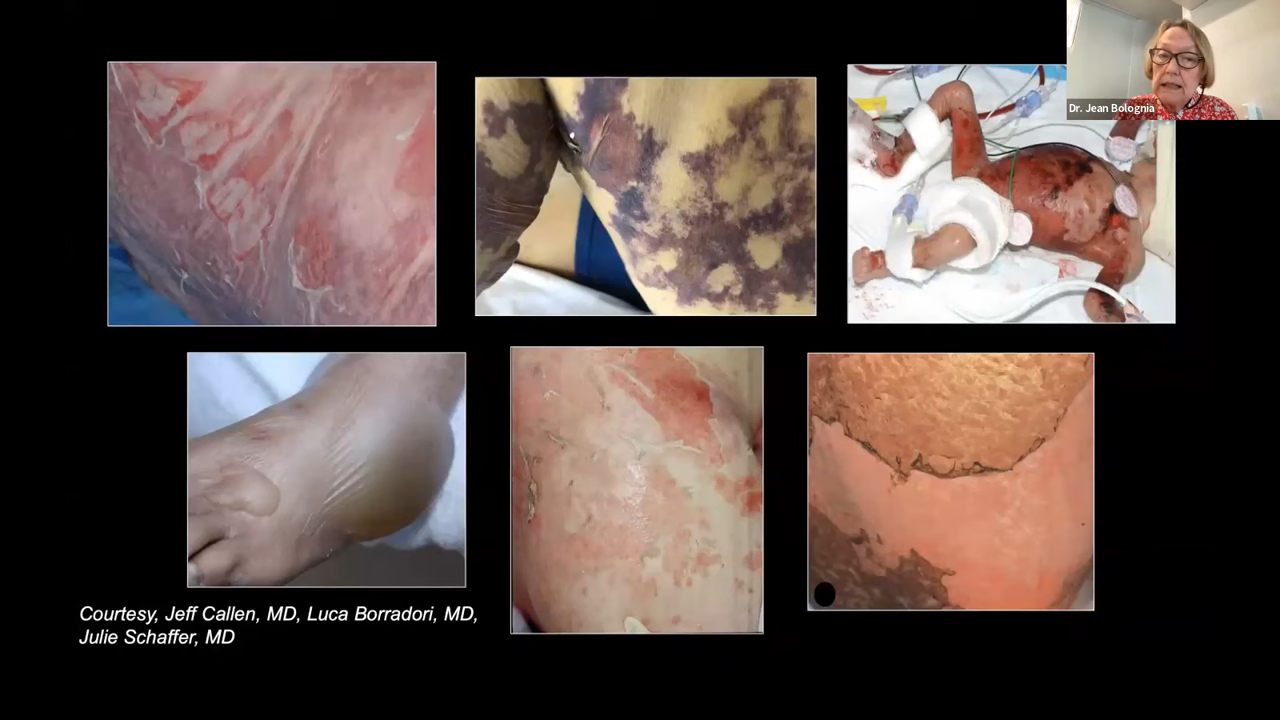 Dr. Jean Bolognia
Courtesy, Jeff Callen, MD, Luca Borradori, MD,
Julie Schaffer, MD